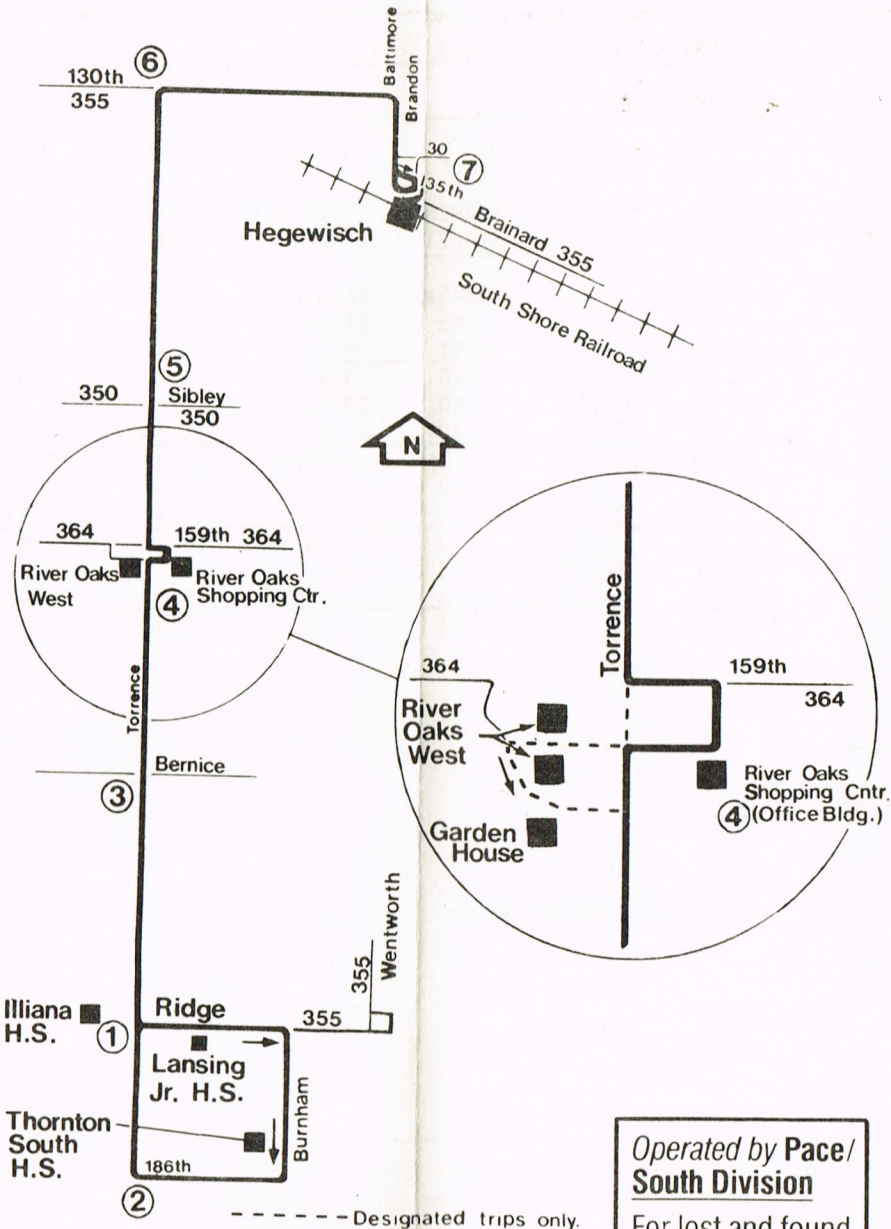 6
130th
355
Baltimore
Brandon
30
7
135th
Hegewisch
Brainard 355
South Shore Railroad
5
350
Sibley
350
N
364
159th 364
River Oaks
West
River Oaks
Shopping Ctr.
4
Torrence
Bernice
3
Torrence
364
159th
364
River
Oaks
West
River Oaks
Shopping Cntr.
4 (Office Bldg.)
Garden
House
Wentworth
355
355
Illiana
H.S.
1
Ridge
Lansing
Jr. H.S.
Burnham
Thornton
South
H.S.
186th
2
Designated trips only.
Operated by Pace/
South Division
For lost and found